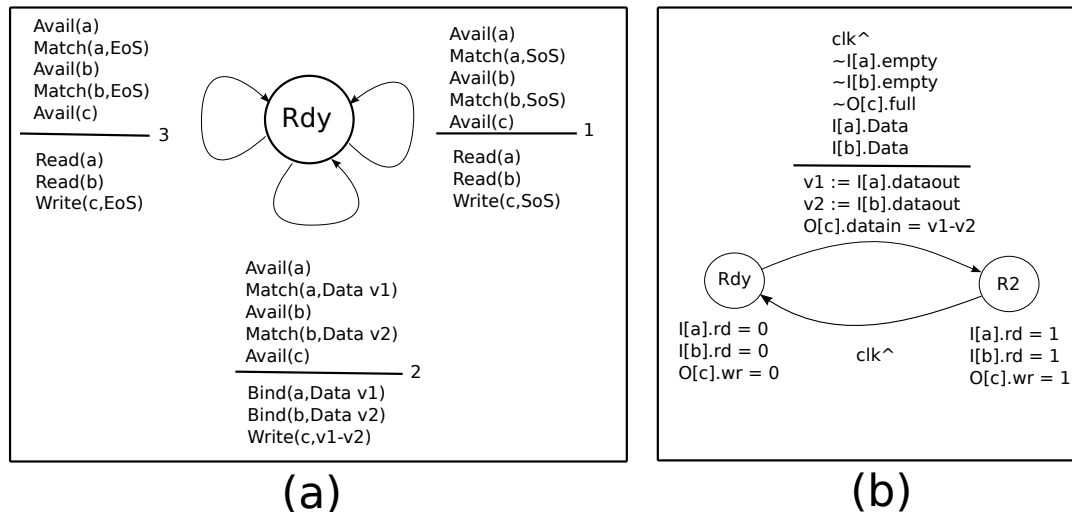 Avail(a)
Match(a,EoS)
Avail(b)
Match(b,EoS)
Avail(c)
3
Read(a)
Read(b)
Write(c,EoS)
Rdy
Avail(a)
Match(a,SoS)
Avail(b)
Match(b,SoS)
Avail(c)
1
Read(a)
Read(b)
Write(c,SoS)
Avail(a)
Match(a,Data v1)
Avail(b)
Match(b,Data v2)
Avail(c)
2
Bind(a,Data v1)
Bind(b,Data v2)
Write(c,v1-v2)
(a)
clk^
~I[a].empty
~I[b].empty
~O[c].full
I[a].Data
I[b].Data
v1 := I[a].dataout
v2 := I[b].dataout
O[c].datain = v1-v2
Rdy
R2
I[a].rd = 0
I[b].rd = 0
O[c].wr = 0
clk^
I[a].rd = 1
I[b].rd = 1
O[c].wr = 1
(b)